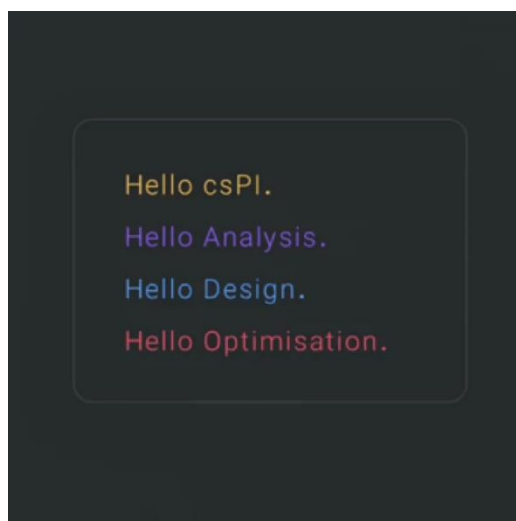 Hello csPI.
Hello Analysis.
Hello Design.
Hello Optimisation.